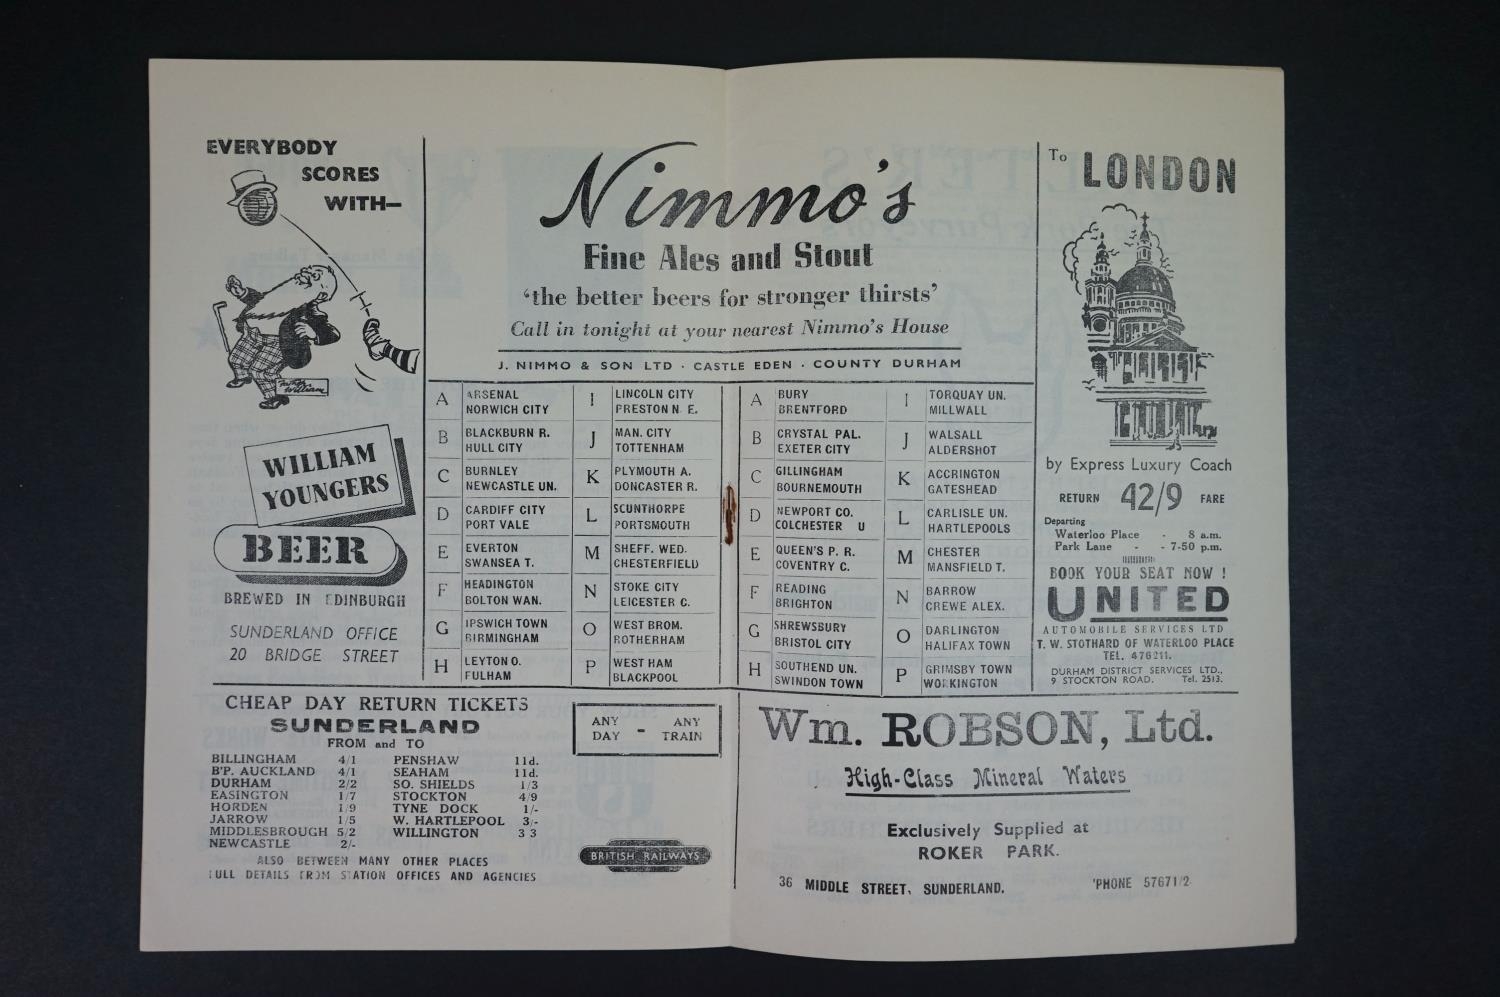 EVERYBODY
SCORES
WITH—
WILLIAM
YOUNGERS
BEER
BREWED IN EDINBURGH
SUNDERLAND OFFICE
20 BRIDGE STREET
Nimmo's
Fine Ales and Stout
'the better beers for stronger thirsts'
Call in tonight at your nearest Nimmo's House
J. NIMMO & SON LTD · CASTLE EDEN · COUNTY DURHAM
A ARSENAL
NORWICH CITY
B BLACKBURN R.
HULL CITY
C BURNLEY
NEWCASTLE UN.
D CARDIFF CITY
PORT VALE
E EVERTON
SWANSEA T.
F HEADINGTON
BOLTON WAN.
G IPSWICH TOWN
BIRMINGHAM
H LEYTON O.
FULHAM
I LINCOLN CITY
PRESTON N. E.
J MAN. CITY
TOTTENHAM
K PLYMOUTH A.
DONCASTER R.
L SCUNTHORPE
PORTSMOUTH
M SHEFF. WED.
CHESTERFIELD
N STOKE CITY
LEICESTER C.
O WEST BROM.
ROTHERHAM
P WEST HAM
BLACKPOOL
A BURY
BRENTFORD
B CRYSTAL PAL.
EXETER CITY
C GILLINGHAM
BOURNEMOUTH
D NEWPORT CO.
COLCHESTER U
E QUEEN'S P. R.
COVENTRY C.
F READING
BRIGHTON
G SHREWSBURY
BRISTOL CITY
H SOUTHEND UN.
SWINDON TOWN
I TORQUAY UN.
MILLWALL
J WALSALL
ALDERSHOT
K ACCRINGTON
GATESHEAD
L CARLISLE UN.
HARTLEPOOLS
M CHESTER
MANSFIELD T.
N BARROW
CREWE ALEX.
O DARLINGTON
HALIFAX TOWN
P GRIMSBY TOWN
WORKINGTON
To LONDON
by Express Luxury Coach
RETURN 42/9 FARE
Departing
Waterloo Place - 8 a.m.
Park Lane - - 7-50 p.m.
BOOK YOUR SEAT NOW !
UNITED
AUTOMOBILE SERVICES LTD
T. W. STOTHARD OF WATERLOO PLACE
TEL. 476211.
DURHAM DISTRICT SERVICES LTD.,
9 STOCKTON ROAD. Tel. 2513.
CHEAP DAY RETURN TICKETS
SUNDERLAND
FROM and TO
BILLINGHAM 4/1
B'P. AUCKLAND 4/1
DURHAM 2/2
EASINGTON 1/7
HORDEN 1/9
JARROW 1/5
MIDDLESBROUGH 5/2
NEWCASTLE 2/-
PENSHAW 11d.
SEAHAM 11d.
SO. SHIELDS 1/3
STOCKTON 4/9
TYNE DOCK 1/-
W. HARTLEPOOL 3/-
WILLINGTON 3 3
ALSO BETWEEN MANY OTHER PLACES
FULL DETAILS FROM STATION OFFICES AND AGENCIES
ANY DAY - ANY TRAIN
BRITISH RAILWAYS
Wm. ROBSON, Ltd.
High-Class Mineral Waters
Exclusively Supplied at
ROKER PARK.
36 MIDDLE STREET, SUNDERLAND. 'PHONE 57671/2